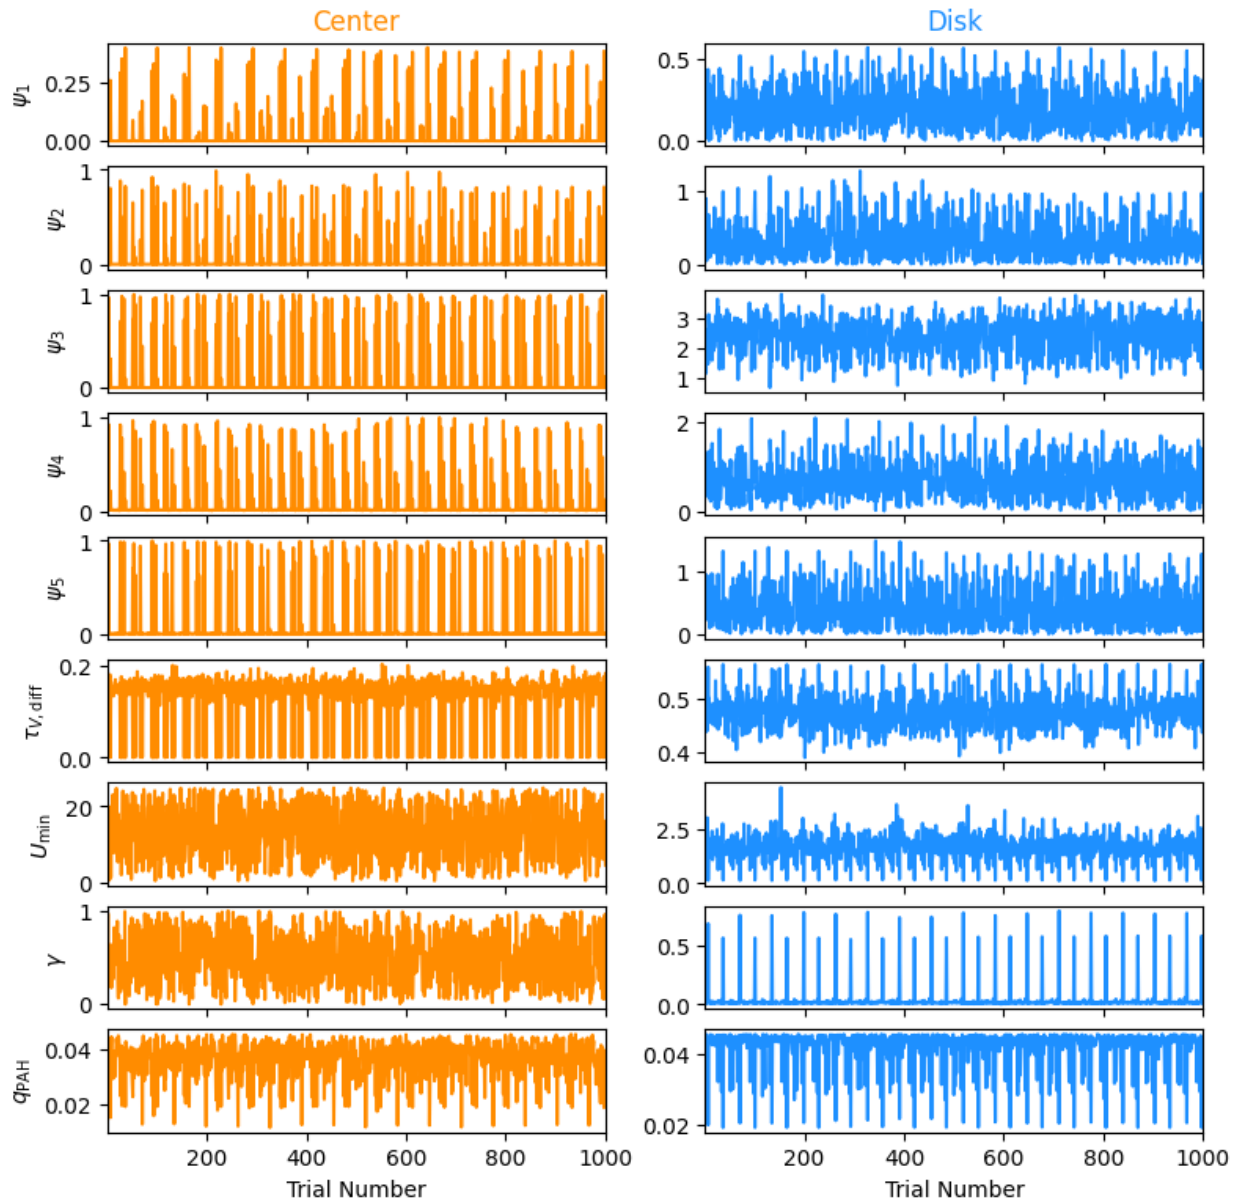 Center Disk
ψ1 0.25 0.00 0.5 0.0
ψ2 1 0 1 0
ψ3 1 0 3 2 1
ψ4 1 0 2 0
ψ5 1 0 1 0
τV, diff 0.2 0.0 0.5 0.4
Umin 20 0 2.5 0.0
γ 1 0 0.5 0.0
qPAH 0.04 0.02 0.04 0.02
200 400 600 800 1000 200 400 600 800 1000
Trial Number Trial Number